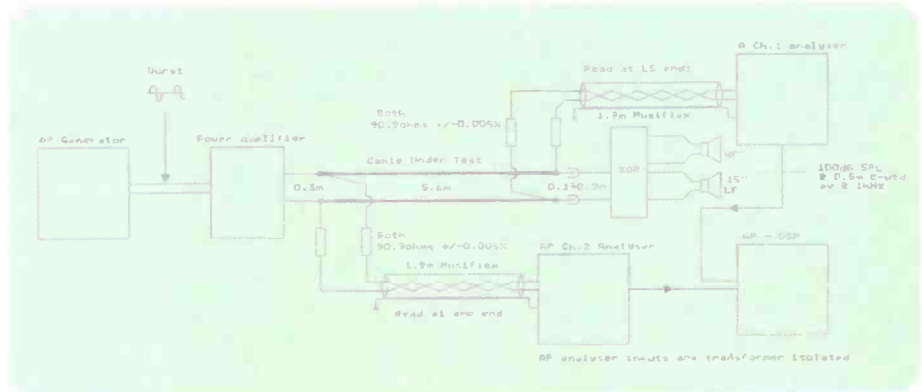 A Ch.1 analyser
Burst
Read at LS end!
1.9m Musiflex
Both
90.9ohms +/-0.005%
AP Generator
Power amplifier
Cable Under Test
XOR
HF
15"
LF
0.3m
5.6m
0.1m
0.9m
100dB SPL
@ 0.5m C-wtd
av @ 1kHz
Both
90.9ohms +/-0.005%
1.9m Musiflex
Read at amp end
AP Ch.2 Analyser
AP - DSP
AP analyser inputs are transformer isolated